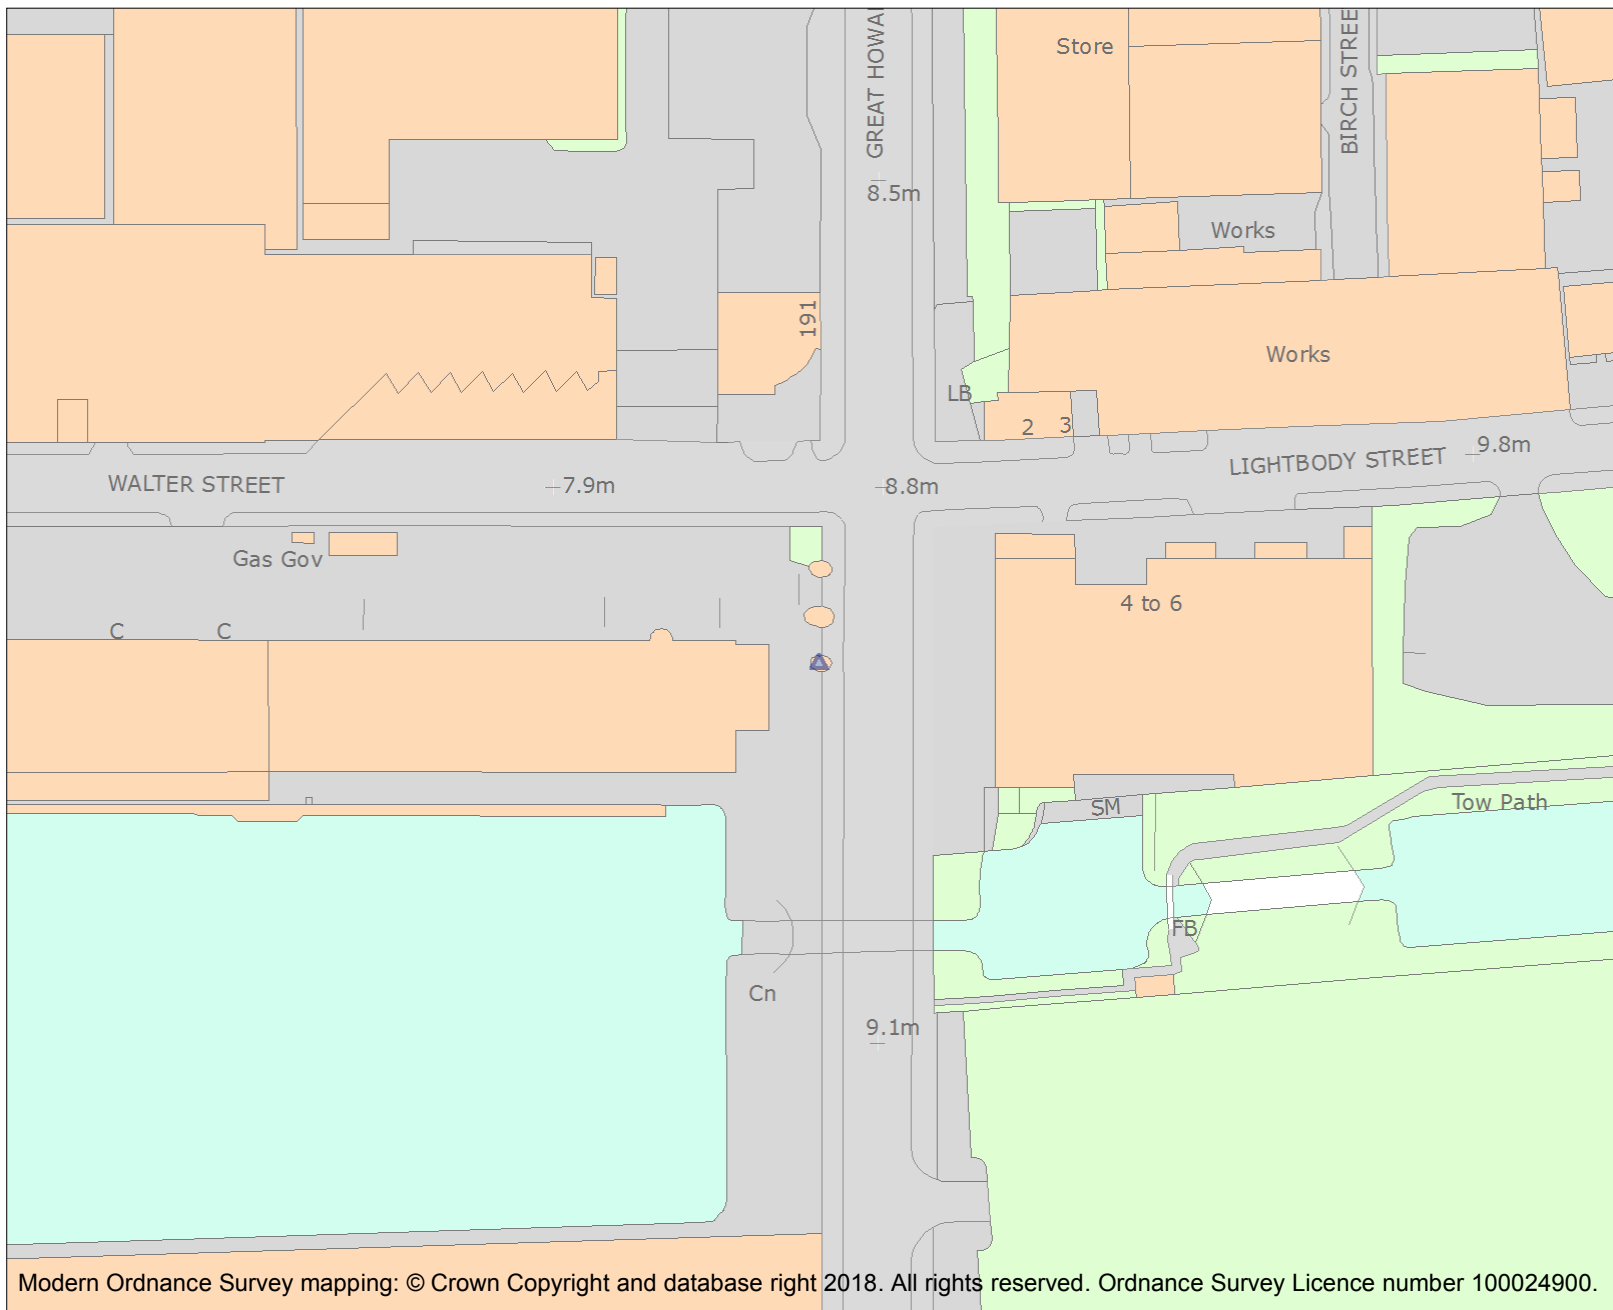 Store
GREAT HOWA
BIRCH STREE
8.5m
Works
191
Works
LB
2
3
9.8m
LIGHTBODY STREET
WALTER STREET
7.9m
8.8m
Gas Gov
4 to 6
C
C
SM
Tow Path
FB
Cn
9.1m
Modern Ordnance Survey mapping: © Crown Copyright and database right 2018. All rights reserved. Ordnance Survey Licence number 100024900.